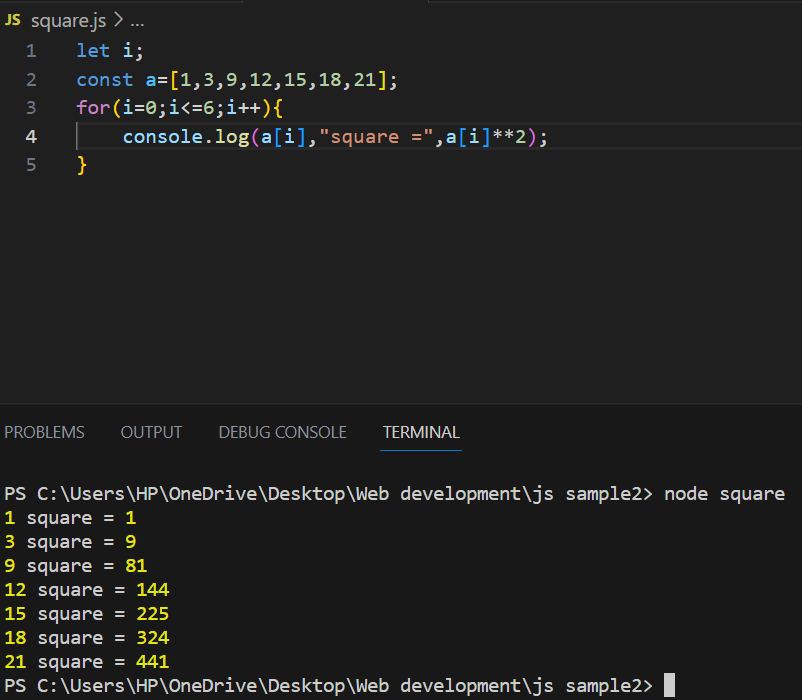 JS square.js > ...
1 let i;
2 const a=[1,3,9,12,15,18,21];
3 for(i=0;i<=6;i++){
4     console.log(a[i],"square =",a[i]**2);
5 }
PROBLEMS OUTPUT DEBUG CONSOLE TERMINAL
PS C:\Users\HP\OneDrive\Desktop\Web development\js sample2> node square
1 square = 1
3 square = 9
9 square = 81
12 square = 144
15 square = 225
18 square = 324
21 square = 441
PS C:\Users\HP\OneDrive\Desktop\Web development\js sample2>